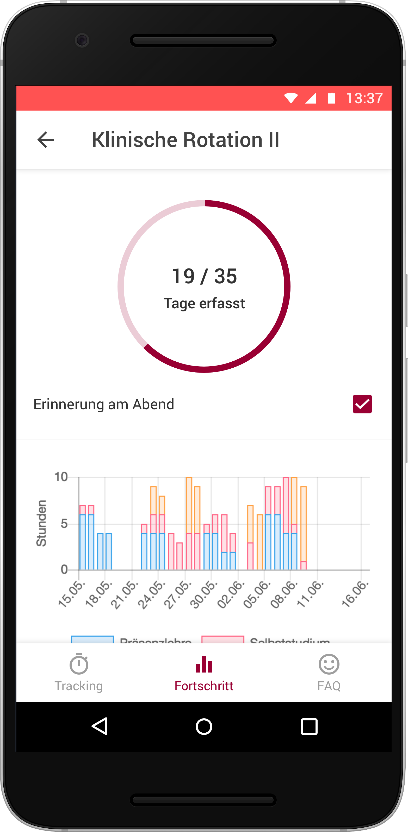 13:37
Klinische Rotation II
19 / 35
Tage erfasst
Erinnerung am Abend
Stunden
10
5
0
15.05. 18.05. 21.05. 24.05. 27.05. 30.05. 02.06. 05.06. 08.06. 11.06. 16.06.
Präsenzlehre Selbststudium
Tracking Fortschritt FAQ